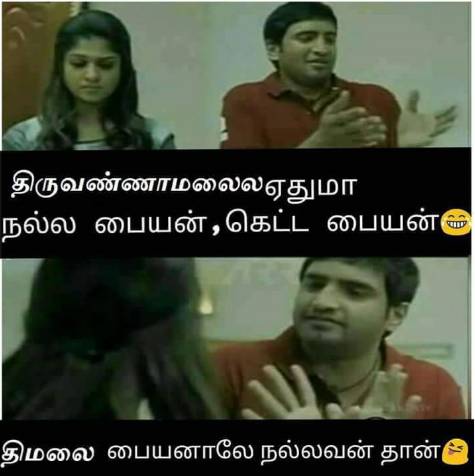 திருவண்ணாமலைல ஏதுமா
நல்ல பையன் , கெட்ட பையன்😁
திமலை பையனாலே நல்லவன் தான்😝